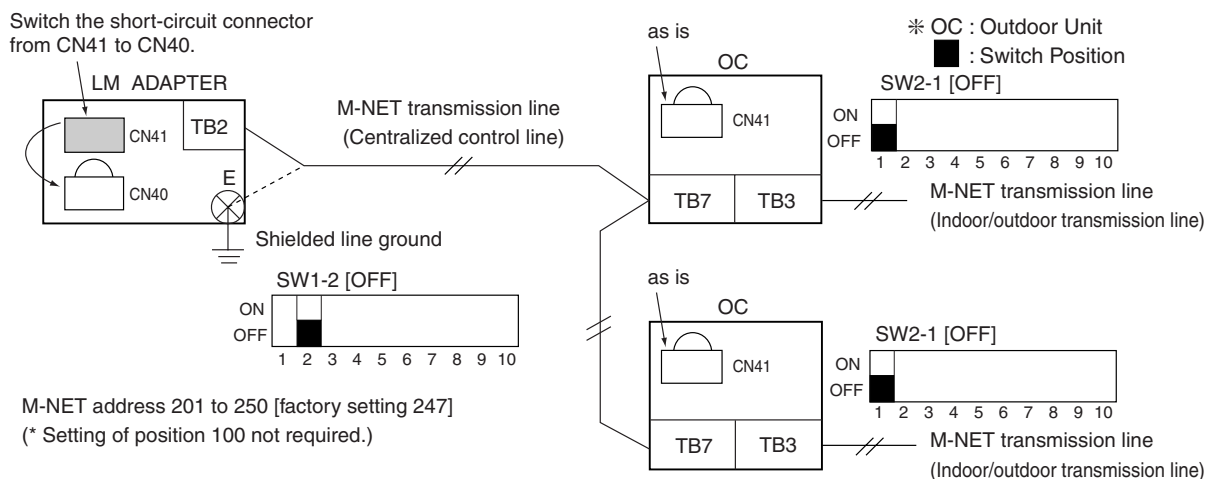 Switch the short-circuit connector
from CN41 to CN40.
LM ADAPTER
CN41
TB2
CN40
E
Shielded line ground
M-NET transmission line
(Centralized control line)
SW1-2 [OFF]
ON
OFF
1 2 3 4 5 6 7 8 9 10
M-NET address 201 to 250 [factory setting 247]
(* Setting of position 100 not required.)
as is
OC
CN41
TB7
TB3
❊ OC : Outdoor Unit
: Switch Position
SW2-1 [OFF]
ON
OFF
1 2 3 4 5 6 7 8 9 10
M-NET transmission line
(Indoor/outdoor transmission line)
as is
OC
CN41
TB7
TB3
SW2-1 [OFF]
ON
OFF
1 2 3 4 5 6 7 8 9 10
M-NET transmission line
(Indoor/outdoor transmission line)